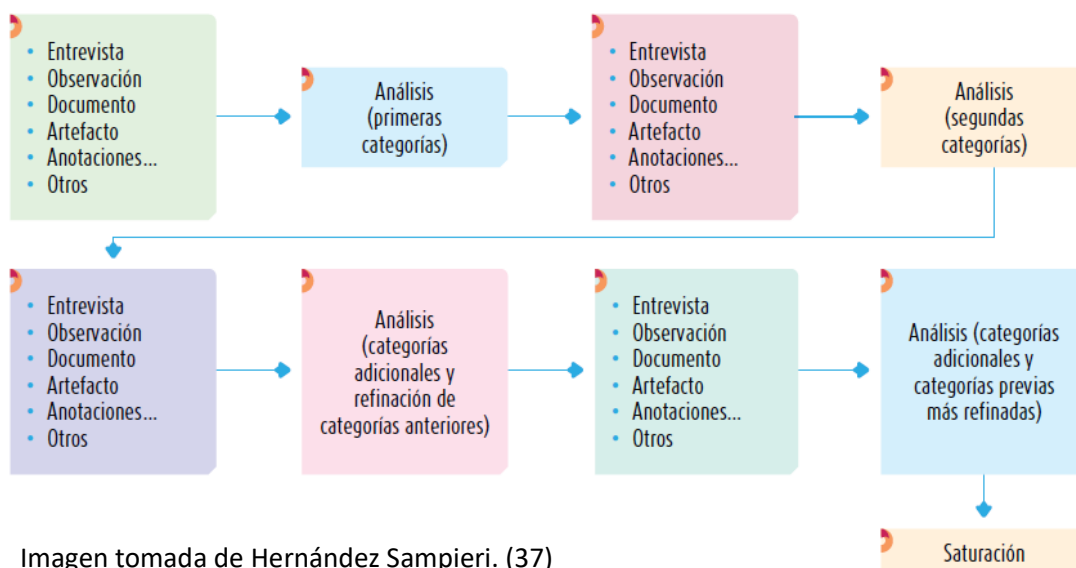 • Entrevista
• Observación
• Documento
• Artefacto
• Anotaciones...
• Otros
Análisis
(primeras
categorías)
• Entrevista
• Observación
• Documento
• Artefacto
• Anotaciones...
• Otros
Análisis
(segundas
categorías)
• Entrevista
• Observación
• Documento
• Artefacto
• Anotaciones...
• Otros
Análisis
(categorías
adicionales y
refinación de
categorías anteriores)
• Entrevista
• Observación
• Documento
• Artefacto
• Anotaciones...
• Otros
Análisis (categorías
adicionales y
categorías previas
más refinadas)
Saturación
Imagen tomada de Hernández Sampieri. (37)